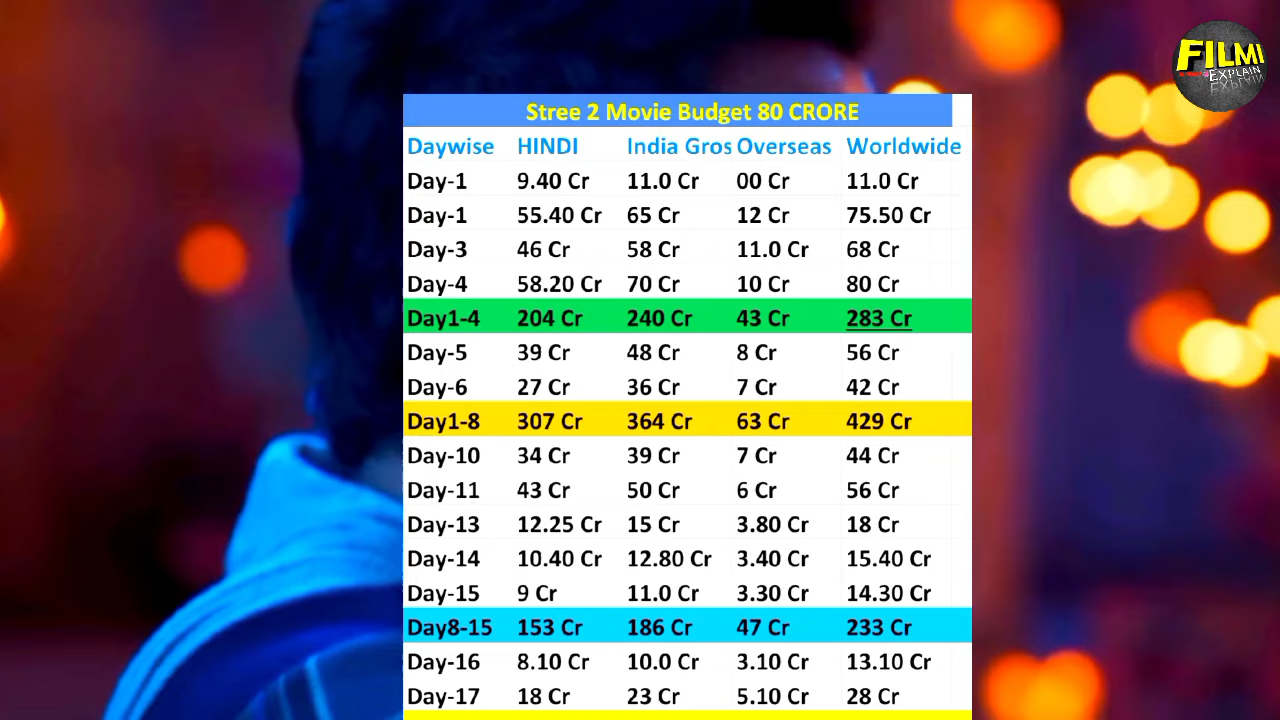 FILMI
EXPLAIN
Stree 2 Movie Budget 80 CRORE
Daywise HINDI India Gros Overseas Worldwide
Day-1 9.40 Cr 11.0 Cr 00 Cr 11.0 Cr
Day-1 55.40 Cr 65 Cr 12 Cr 75.50 Cr
Day-3 46 Cr 58 Cr 11.0 Cr 68 Cr
Day-4 58.20 Cr 70 Cr 10 Cr 80 Cr
Day1-4 204 Cr 240 Cr 43 Cr 283 Cr
Day-5 39 Cr 48 Cr 8 Cr 56 Cr
Day-6 27 Cr 36 Cr 7 Cr 42 Cr
Day1-8 307 Cr 364 Cr 63 Cr 429 Cr
Day-10 34 Cr 39 Cr 7 Cr 44 Cr
Day-11 43 Cr 50 Cr 6 Cr 56 Cr
Day-13 12.25 Cr 15 Cr 3.80 Cr 18 Cr
Day-14 10.40 Cr 12.80 Cr 3.40 Cr 15.40 Cr
Day-15 9 Cr 11.0 Cr 3.30 Cr 14.30 Cr
Day8-15 153 Cr 186 Cr 47 Cr 233 Cr
Day-16 8.10 Cr 10.0 Cr 3.10 Cr 13.10 Cr
Day-17 18 Cr 23 Cr 5.10 Cr 28 Cr